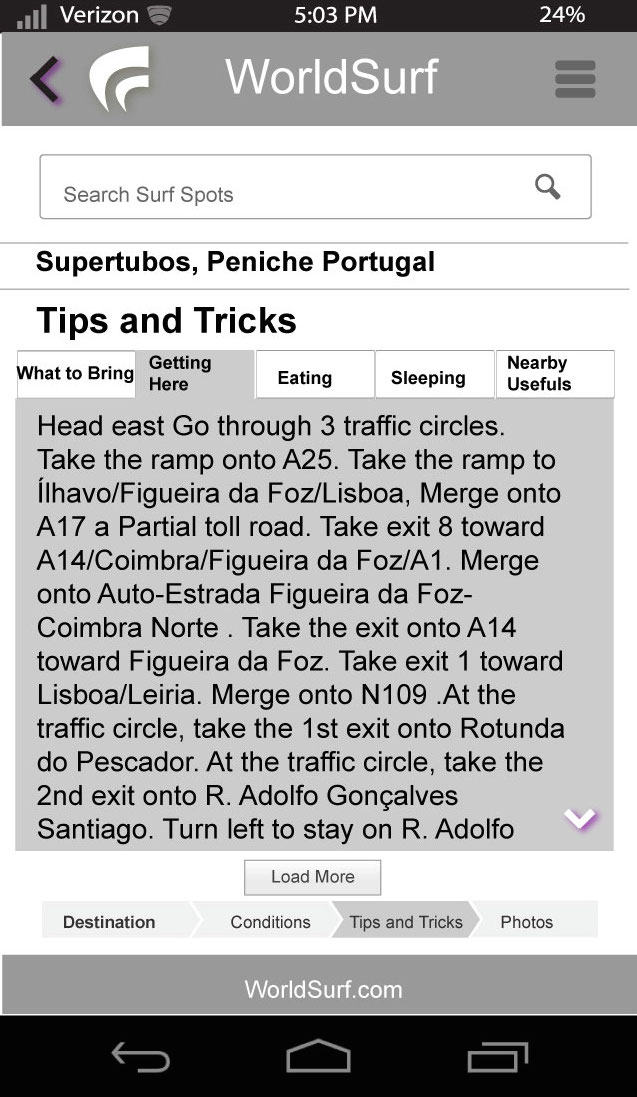 Verizon 5:03 PM 24%
WorldSurf
Search Surf Spots
Supertubos, Peniche Portugal
Tips and Tricks
What to Bring
Getting
Here
Eating
Sleeping
Nearby
Usefuls
Head east Go through 3 traffic circles.
Take the ramp onto A25. Take the ramp to
Ílhavo/Figueira da Foz/Lisboa, Merge onto
A17 a Partial toll road. Take exit 8 toward
A14/Coimbra/Figueira da Foz/A1. Merge
onto Auto-Estrada Figueira da Foz-
Coimbra Norte . Take the exit onto A14
toward Figueira da Foz. Take exit 1 toward
Lisboa/Leiria. Merge onto N109 .At the
traffic circle, take the 1st exit onto Rotunda
do Pescador. At the traffic circle, take the
2nd exit onto R. Adolfo Gonçalves
Santiago. Turn left to stay on R. Adolfo
Load More
Destination Conditions Tips and Tricks Photos
WorldSurf.com